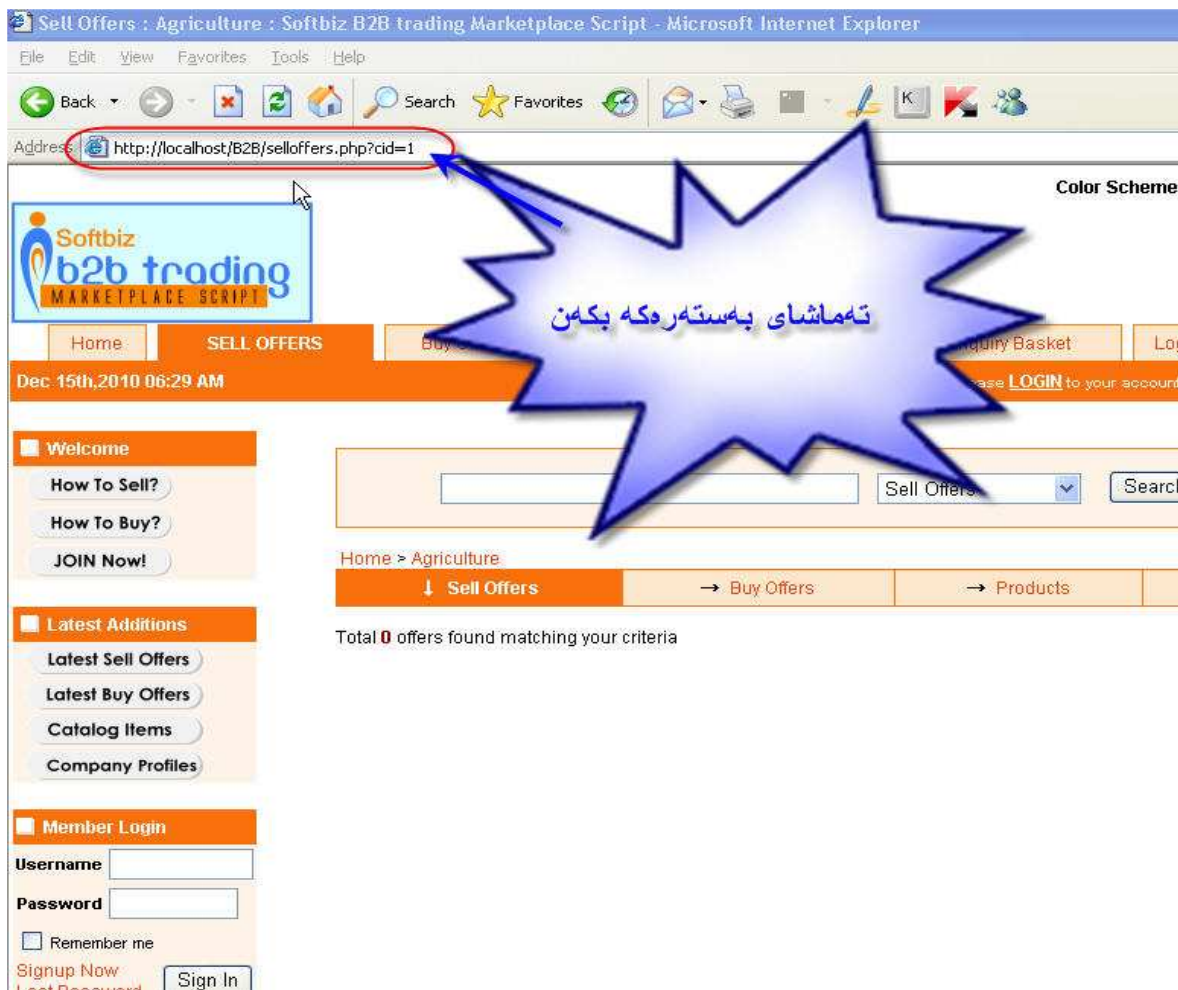 Sell Offers : Agriculture : Softbiz B2B trading Marketplace Script - Microsoft Internet Explorer
File Edit View Favorites Tools Help
Back Search Favorites
Address http://localhost/B2B/selloffers.php?cid=1
Color Scheme
Softbiz
b2b trading
MARKETPLACE SCRIPT
تەماشای بەستەرەکە بکەن
Home SELL OFFERS Basket
Dec 15th,2010 06:29 AM LOGIN to your account
Welcome
How To Sell?
How To Buy?
JOIN Now!
Sell Offers Search
Home > Agriculture
↓ Sell Offers → Buy Offers → Products
Total 0 offers found matching your criteria
Latest Additions
Latest Sell Offers
Latest Buy Offers
Catalog Items
Company Profiles
Member Login
Username
Password
Remember me
Signup Now
Lost Password Sign In